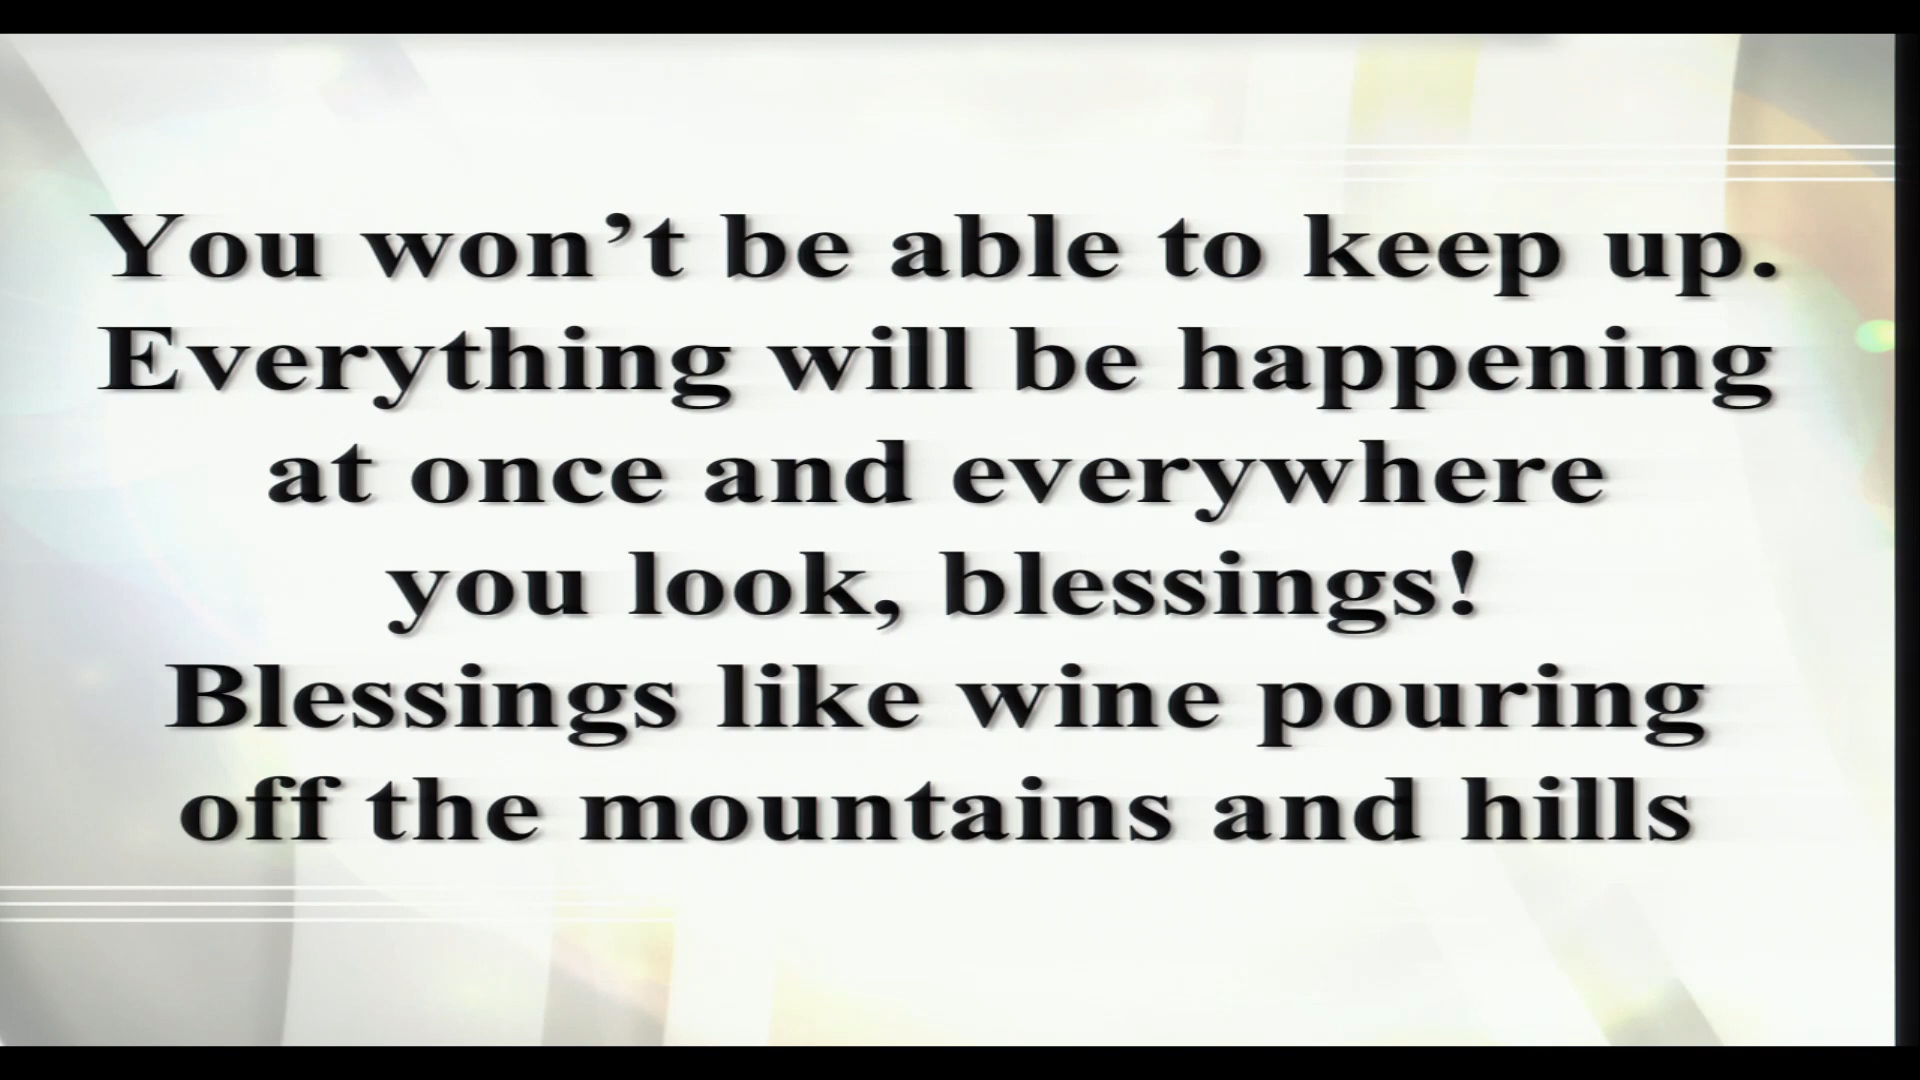 You won’t be able to keep up.
Everything will be happening
at once and everywhere
you look, blessings!
Blessings like wine pouring
off the mountains and hills